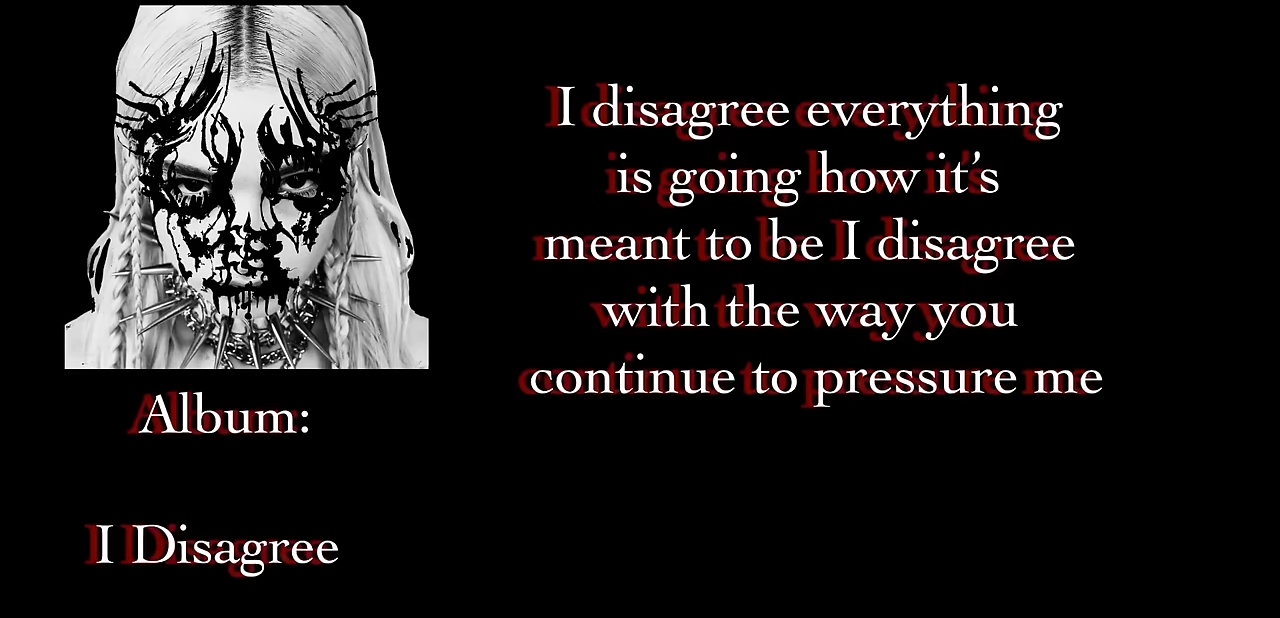 I disagree everything
is going how it’s
meant to be I disagree
with the way you
continue to pressure me
Album:
I Disagree